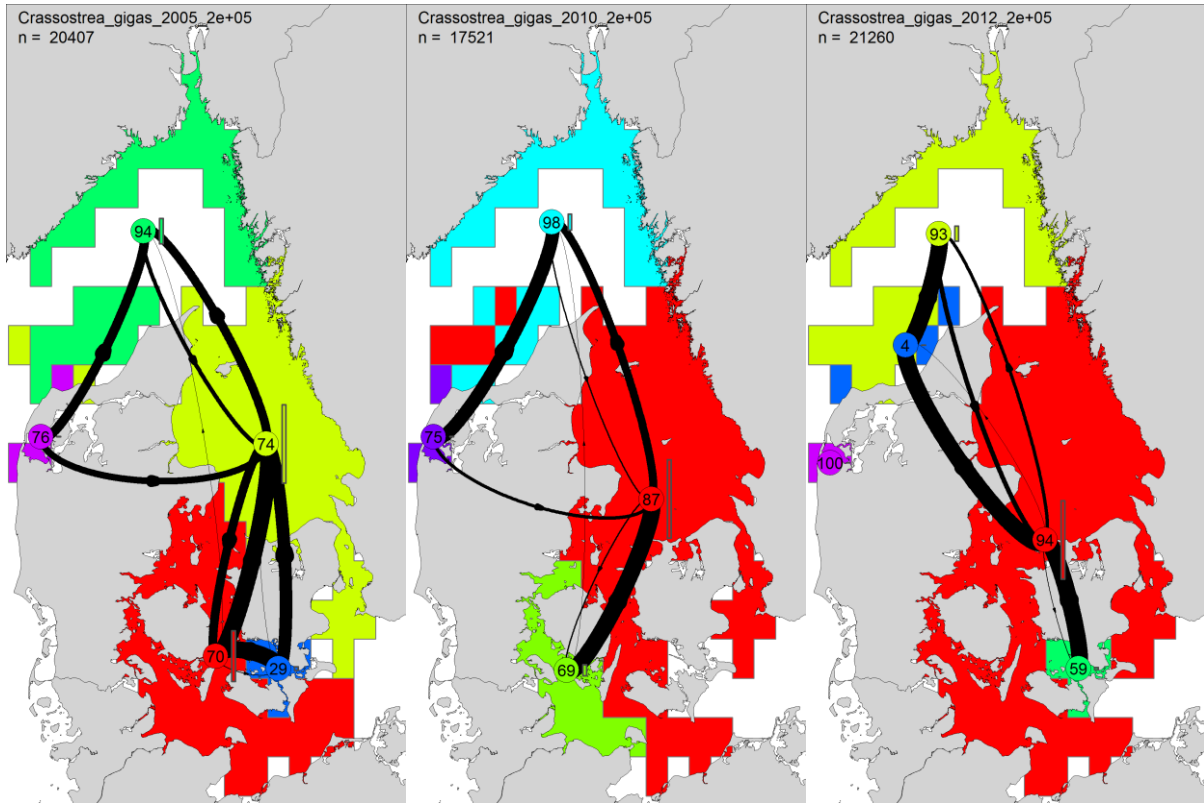 Crassostrea_gigas_2005_2e+05
n = 20407
94
76
74
70
29
Crassostrea_gigas_2010_2e+05
n = 17521
98
75
87
69
Crassostrea_gigas_2012_2e+05
n = 21260
93
4
100
94
59